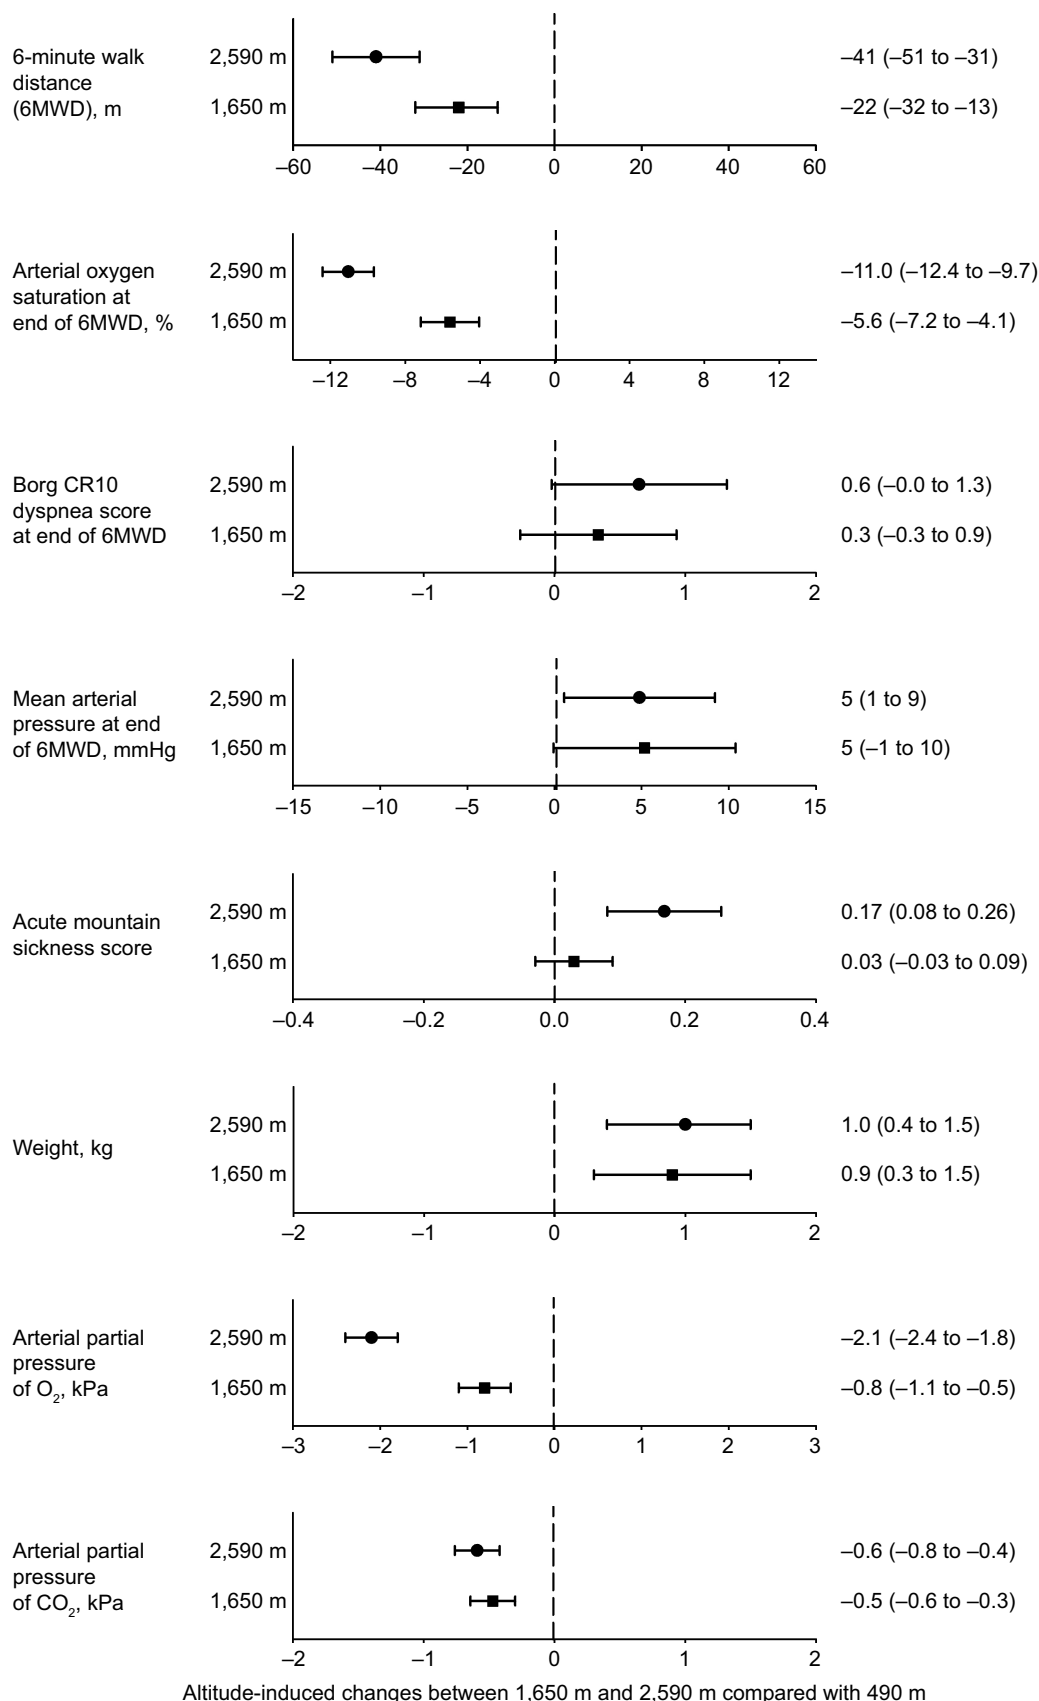 6-minute walk
distance
(6MWD), m
2,590 m
–41 (–51 to –31)
1,650 m
–22 (–32 to –13)
–60 –40 –20 0 20 40 60
Arterial oxygen
saturation at
end of 6MWD, %
2,590 m
–11.0 (–12.4 to –9.7)
1,650 m
–5.6 (–7.2 to –4.1)
–12 –8 –4 0 4 8 12
Borg CR10
dyspnea score
at end of 6MWD
2,590 m
0.6 (–0.0 to 1.3)
1,650 m
0.3 (–0.3 to 0.9)
–2 –1 0 1 2
Mean arterial
pressure at end
of 6MWD, mmHg
2,590 m
5 (1 to 9)
1,650 m
5 (–1 to 10)
–15 –10 –5 0 5 10 15
Acute mountain
sickness score
2,590 m
0.17 (0.08 to 0.26)
1,650 m
0.03 (–0.03 to 0.09)
–0.4 –0.2 0.0 0.2 0.4
Weight, kg
2,590 m
1.0 (0.4 to 1.5)
1,650 m
0.9 (0.3 to 1.5)
–2 –1 0 1 2
Arterial partial
pressure
of O₂, kPa
2,590 m
–2.1 (–2.4 to –1.8)
1,650 m
–0.8 (–1.1 to –0.5)
–3 –2 –1 0 1 2 3
Arterial partial
pressure
of CO₂, kPa
2,590 m
–0.6 (–0.8 to –0.4)
1,650 m
–0.5 (–0.6 to –0.3)
–2 –1 0 1 2
Altitude-induced changes between 1,650 m and 2,590 m compared with 490 m